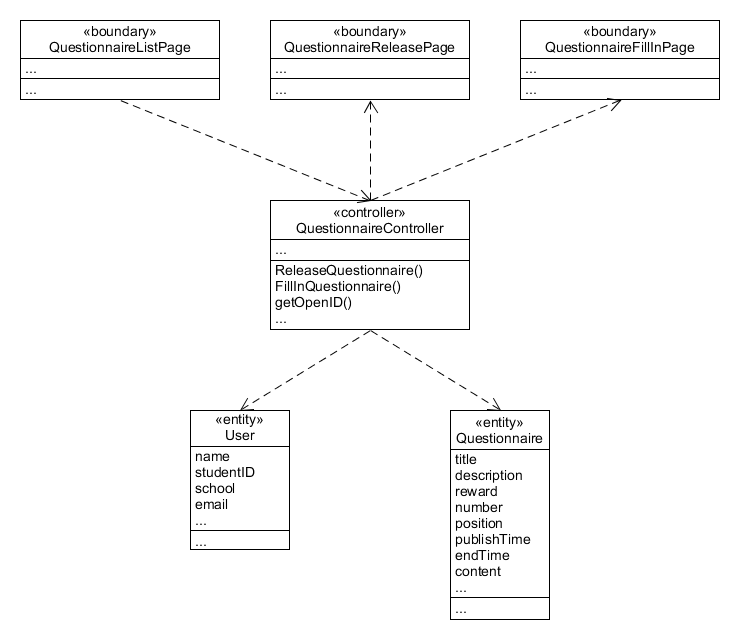 «boundary»
QuestionnaireListPage
...
...
«boundary»
QuestionnaireReleasePage
...
...
«boundary»
QuestionnaireFillInPage
...
...
«controller»
QuestionnaireController
...
ReleaseQuestionnaire()
FillInQuestionnaire()
getOpenID()
...
«entity»
User
name
studentID
school
email
...
...
«entity»
Questionnaire
title
description
reward
number
position
publishTime
endTime
content
...
...